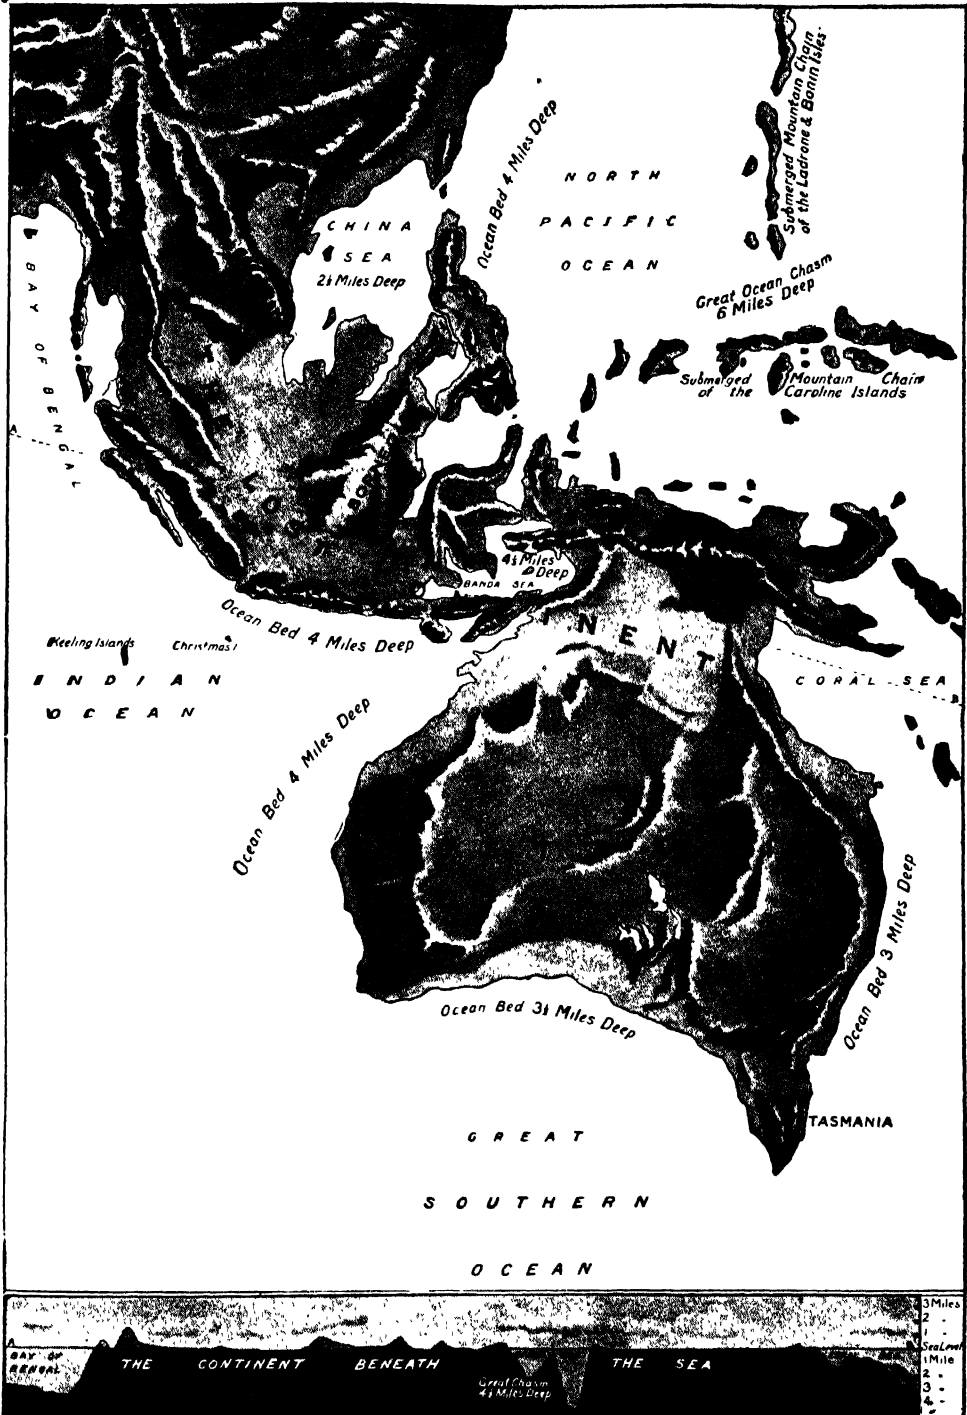 Submerged Mountain Chain
of the Ladrone & Bonin Isles.
Ocean Bed 4 Miles Deep
NORTH
PACIFIC
OCEAN
CHINA
SEA
2½ Miles Deep
Great Ocean Chasm
6 Miles Deep
BAY OF BENGAL
Submerged Mountain Chain
of the Caroline Islands
A
LOST
BORNEO
4½ Miles
Deep
BANDA SEA
Ocean Bed 4 Miles Deep
INENT
Keeling Islands
Christmas I
INDIAN
OCEAN
CORAL SEA
B
Ocean Bed 4 Miles Deep
Ocean Bed 3 Miles Deep
Ocean Bed 3½ Miles Deep
TASMANIA
GREAT
SOUTHERN
OCEAN
3 Miles
2 "
1 "
A
Sea Level
BAY OF
BENGAL
THE CONTINENT BENEATH THE SEA
1 Mile
2 "
Great Chasm
4½ Miles Deep
3 "
4 "